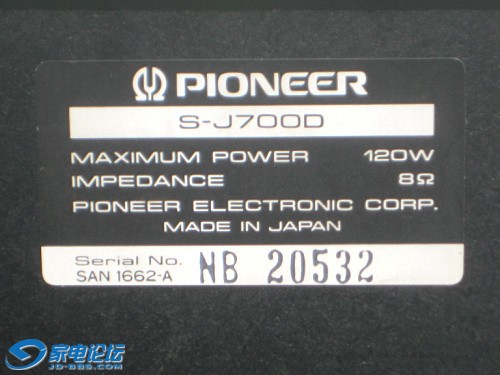 PIONEER
S-J700D
MAXIMUM POWER 120W
IMPEDANCE 8Ω
PIONEER ELECTRONIC CORP.
MADE IN JAPAN
Serial No. NB 20532
SAN 1662-A
家电论坛
JD-BBS.COM